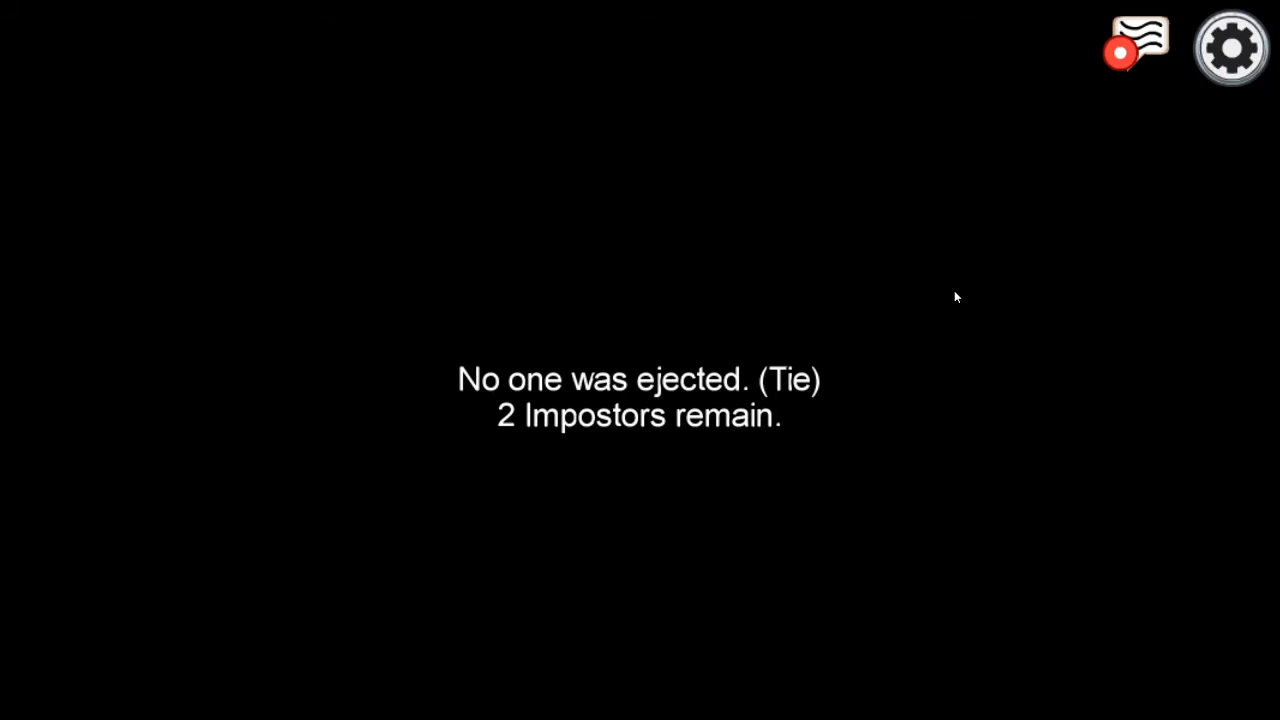 No one was ejected. (Tie)
2 Impostors remain.